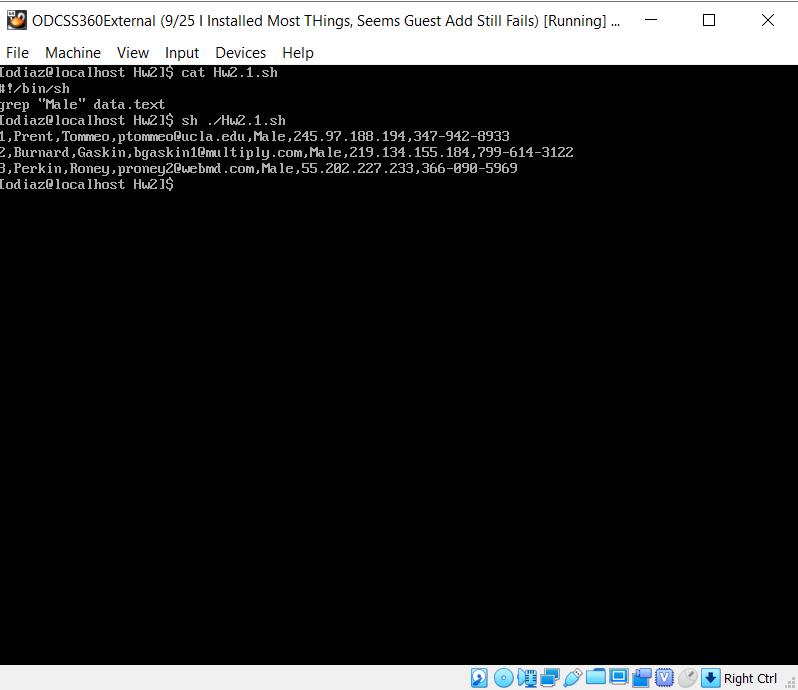 ODCSS360External (9/25 I Installed Most THings, Seems Guest Add Still Fails) [Running] ...
File Machine View Input Devices Help
[odiaz@localhost Hw2]$ cat Hw2.1.sh
#!/bin/sh
grep "Male" data.text
[odiaz@localhost Hw2]$ sh ./Hw2.1.sh
1,Prent,Tommeo,ptommeo@ucla.edu,Male,245.97.188.194,347-942-8933
2,Burnard,Gaskin,bgaskin1@multiply.com,Male,219.134.155.184,799-614-3122
3,Perkin,Roney,proney2@webmd.com,Male,55.202.227.233,366-090-5969
[odiaz@localhost Hw2]$
Right Ctrl